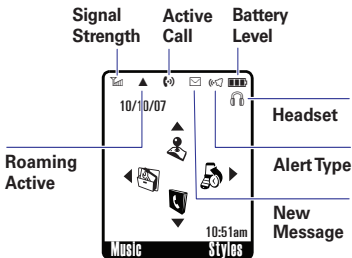 Signal
Strength
Active
Call
Battery
Level
10/10/07
Headset
Roaming
Active
Alert Type
New
Message
10:51am
Music
Styles